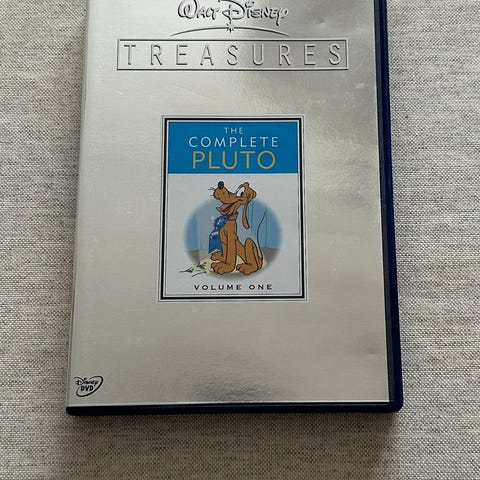 WALT DISNEY
TREASURES
THE
COMPLETE
PLUTO
VOLUME ONE
Disney
DVD